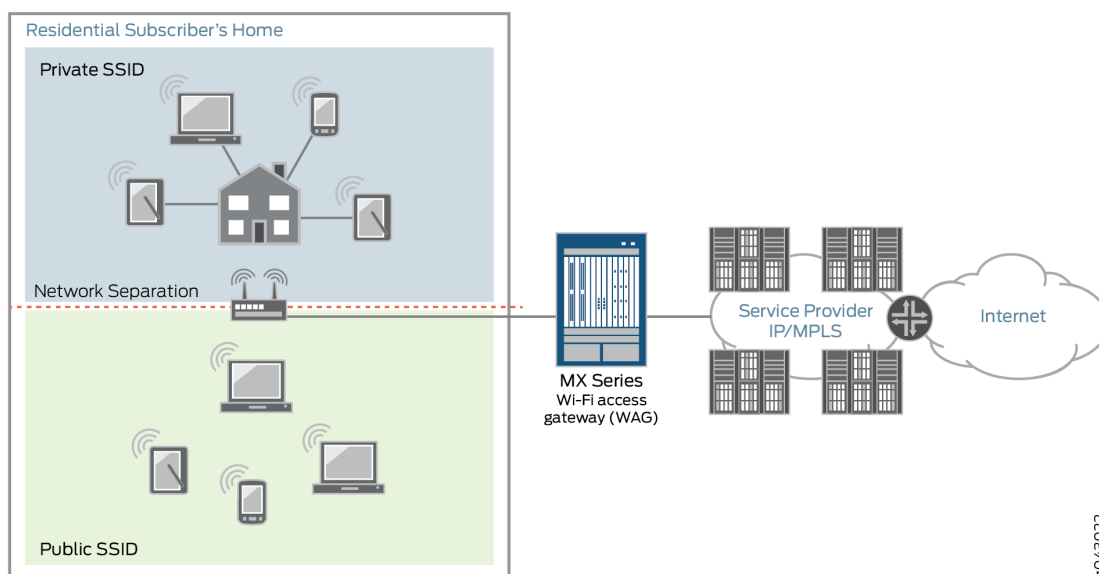 Residential Subscriber's Home
Private SSID
Network Separation
Public SSID
MX Series
Wi-Fi access
gateway (WAG)
Service Provider
IP/MPLS
Internet